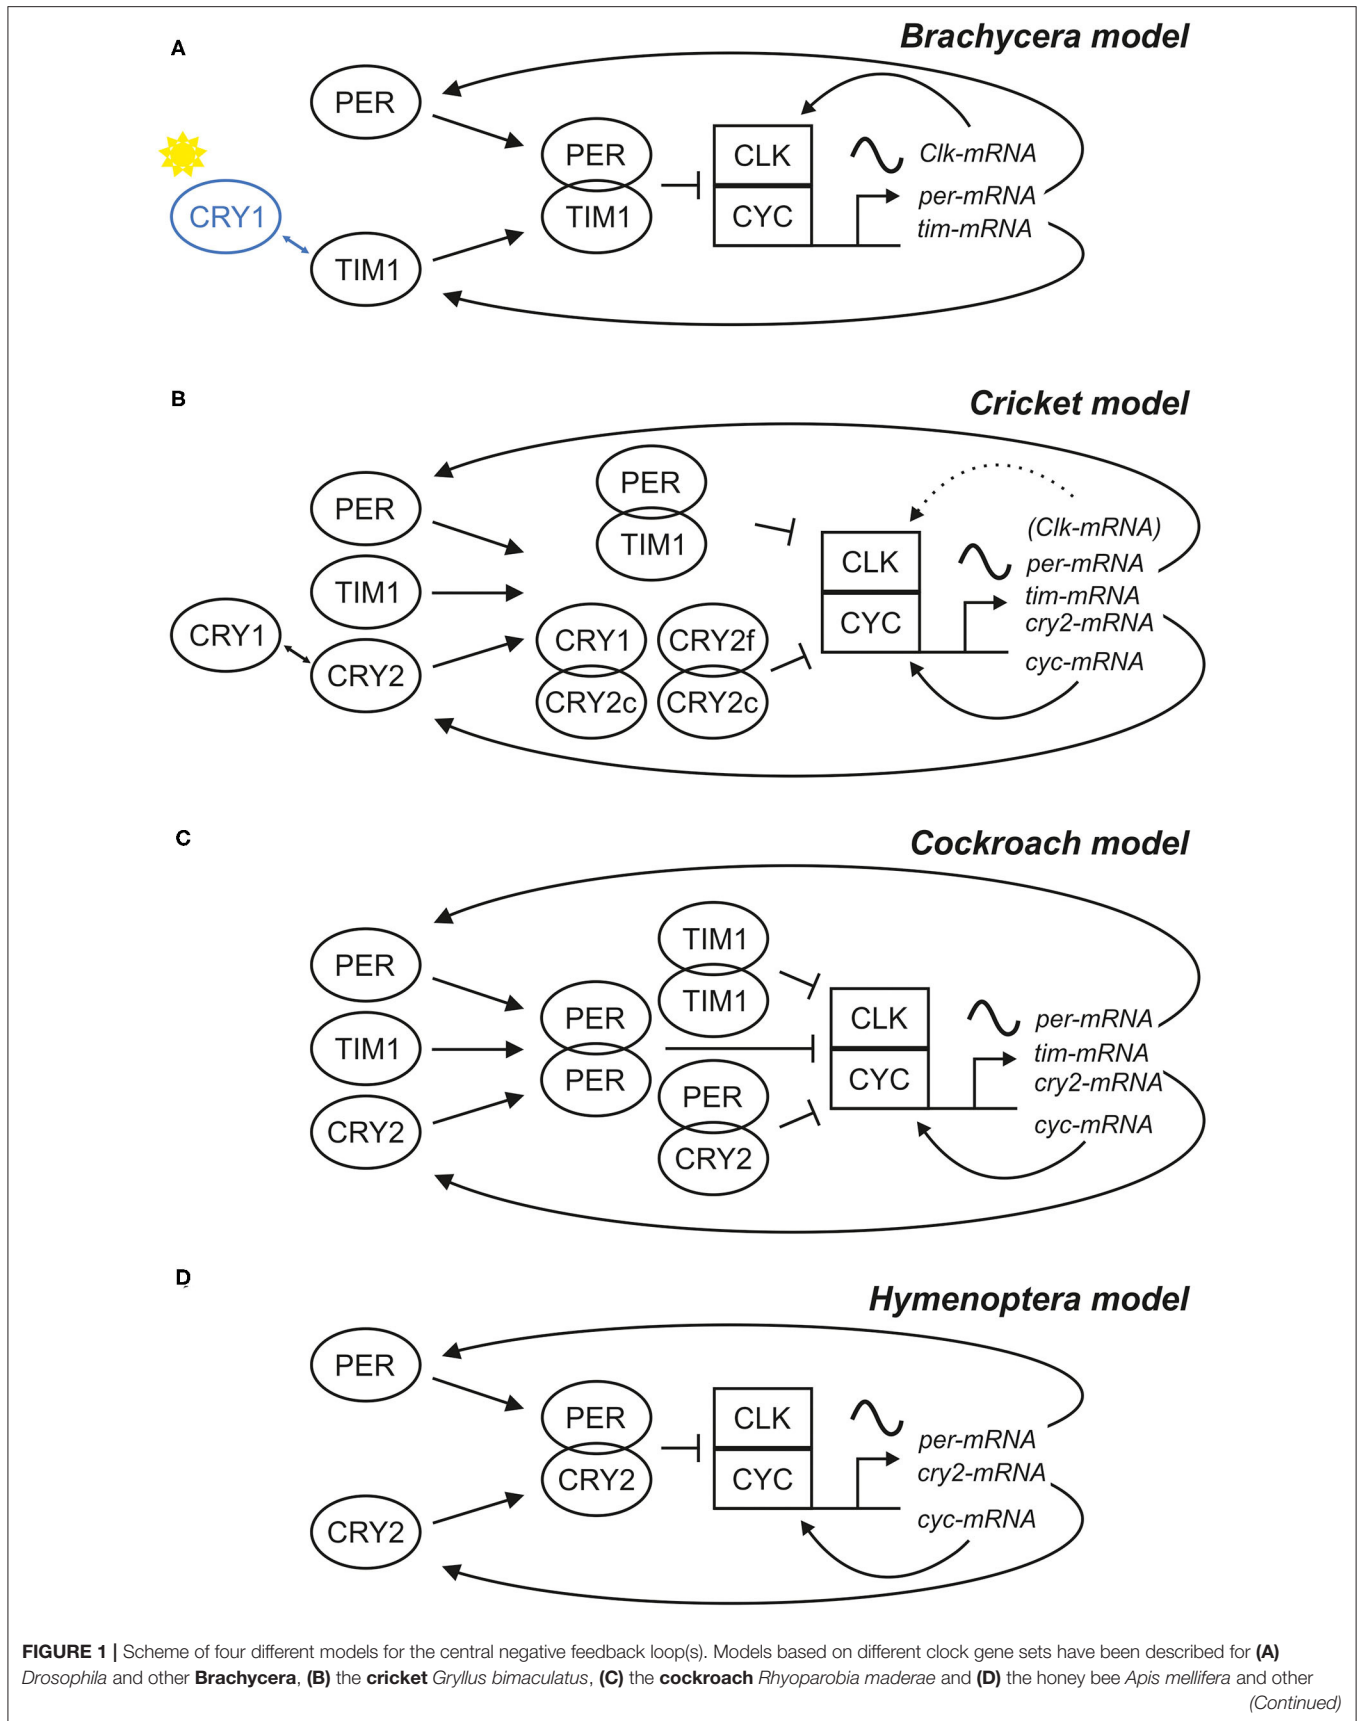 A
Brachycera model
PER
PER
TIM1
CRY1
TIM1
CLK
CYC
Clk-mRNA
per-mRNA
tim-mRNA
B
Cricket model
PER
TIM1
CRY1
CRY2
PER
TIM1
CRY1
CRY2c
CRY2f
CRY2c
CLK
CYC
(Clk-mRNA)
per-mRNA
tim-mRNA
cry2-mRNA
cyc-mRNA
C
Cockroach model
PER
TIM1
CRY2
PER
PER
TIM1
TIM1
PER
CRY2
CLK
CYC
per-mRNA
tim-mRNA
cry2-mRNA
cyc-mRNA
D
Hymenoptera model
PER
CRY2
PER
CRY2
CLK
CYC
per-mRNA
cry2-mRNA
cyc-mRNA
FIGURE 1 | Scheme of four different models for the central negative feedback loop(s). Models based on different clock gene sets have been described for (A)
Drosophila and other Brachycera, (B) the cricket Gryllus bimaculatus, (C) the cockroach Rhyoparobia maderae and (D) the honey bee Apis mellifera and other
(Continued)